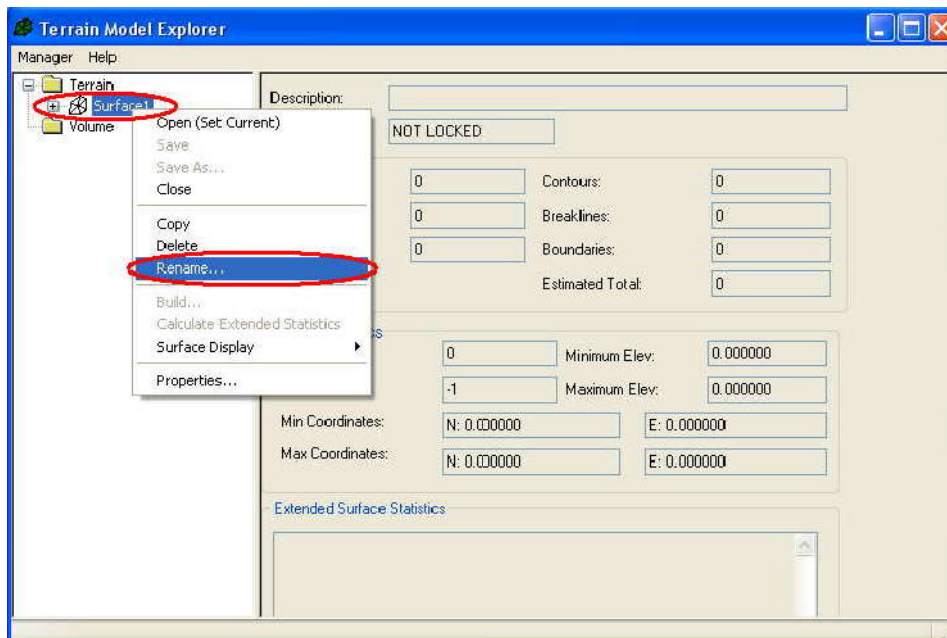 Terrain Model Explorer
Manager Help
Terrain
Surface1
Volume
Open (Set Current)
Save
Save As...
Close
Copy
Delete
Rename...
Build...
Calculate Extended Statistics
Surface Display
Properties...
Description:
NOT LOCKED
0 Contours: 0
0 Breaklines: 0
0 Boundaries: 0
Estimated Total: 0
0 Minimum Elev: 0.000000
-1 Maximum Elev: 0.000000
Min Coordinates: N: 0.000000 E: 0.000000
Max Coordinates: N: 0.000000 E: 0.000000
Extended Surface Statistics